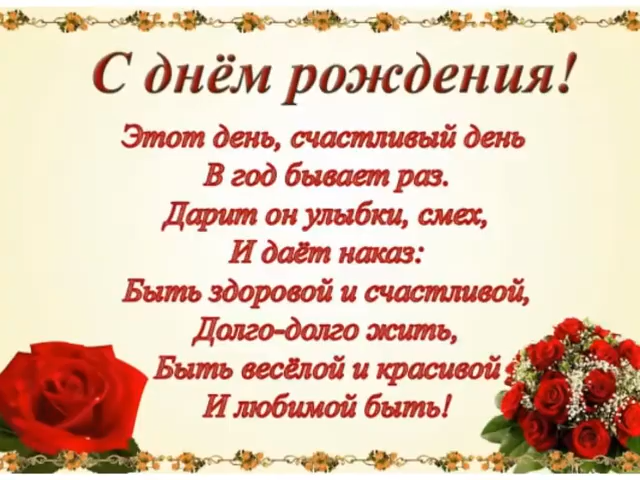 С днём рождения!
Этот день, счастливый день
В год бывает раз.
Дарит он улыбки, смех,
И даёт наказ:
Быть здоровой и счастливой,
Долго-долго жить,
Быть весёлой и красивой
И любимой быть!